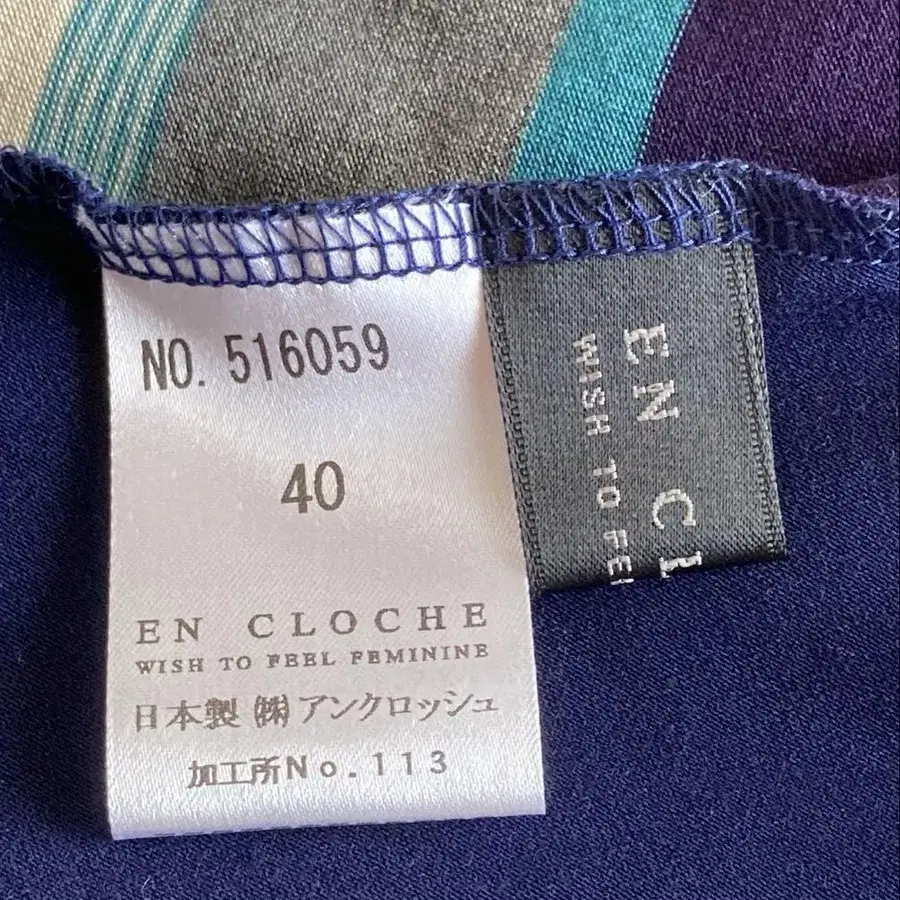 NO. 516059
40
EN CLOCHE
WISH TO FEEL FEMININE
日本製 ㈱アンクロッシュ
加工所No.113
EN CL
WISH TO FE